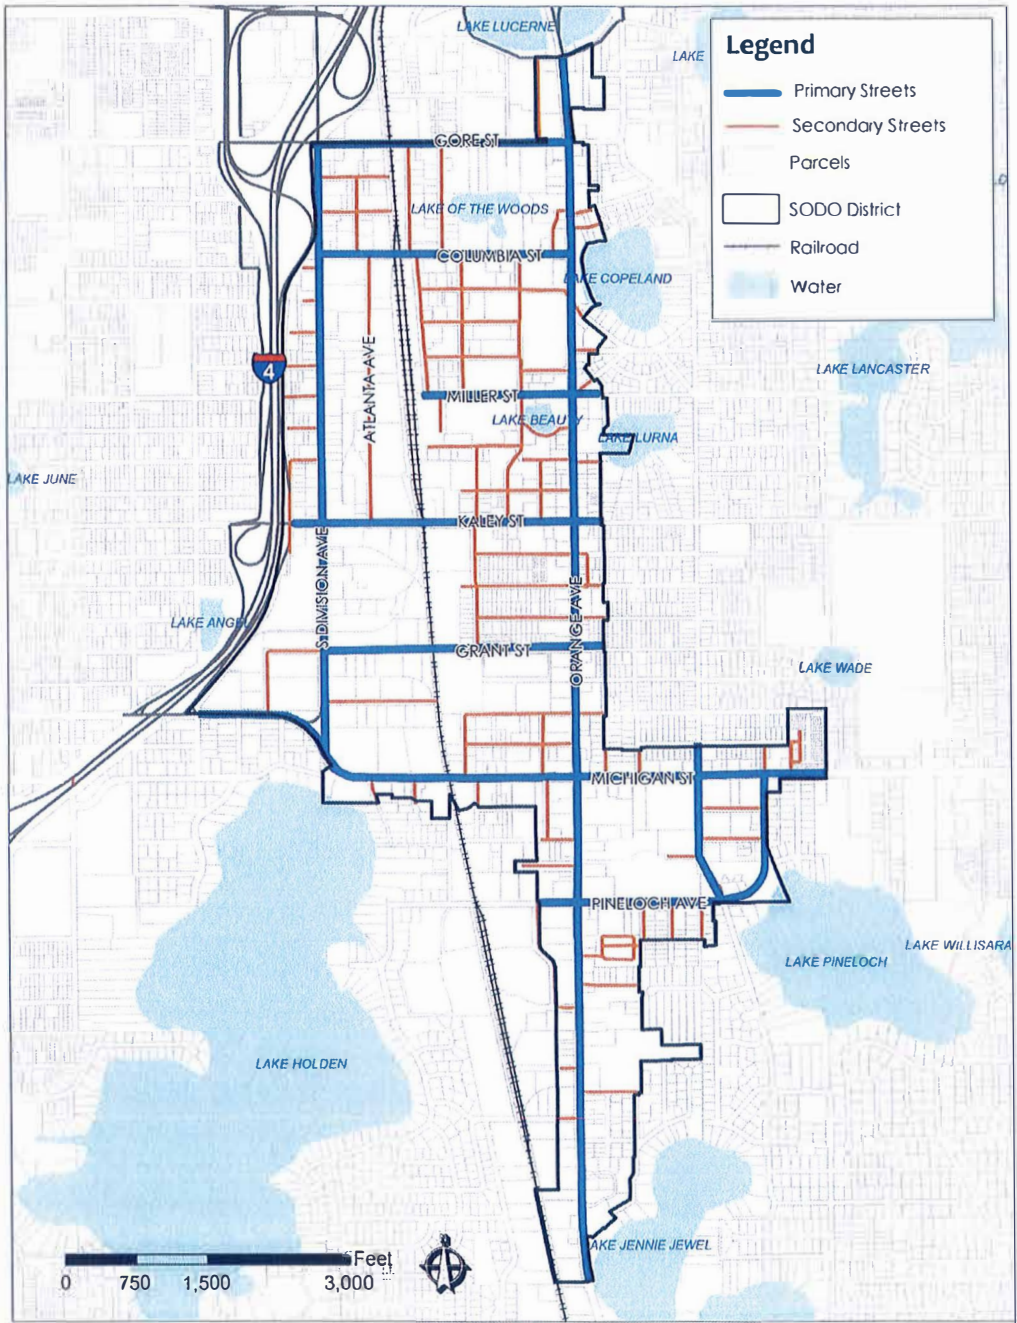 LAKE LUCERNE
LAKE
Legend
Primary Streets
Secondary Streets
Parcels
SODO District
Railroad
Water
GORE ST
LAKE OF THE WOODS
COLUMBIA ST
LAKE COPELAND
ATLANTA AVE
4
LAKE LANCASTER
MILLER ST
LAKE BEAUTY
LAKE LURNA
LAKE JUNE
KALEY ST
S DIVISION AVE
ORANGE AVE
LAKE ANGEL
GRANT ST
LAKE WADE
MICHIGAN ST
PINELOCH AVE
LAKE WILLISARA
LAKE PINELOCH
LAKE HOLDEN
LAKE JENNIE JEWEL
Feet
0 750 1,500 3,000